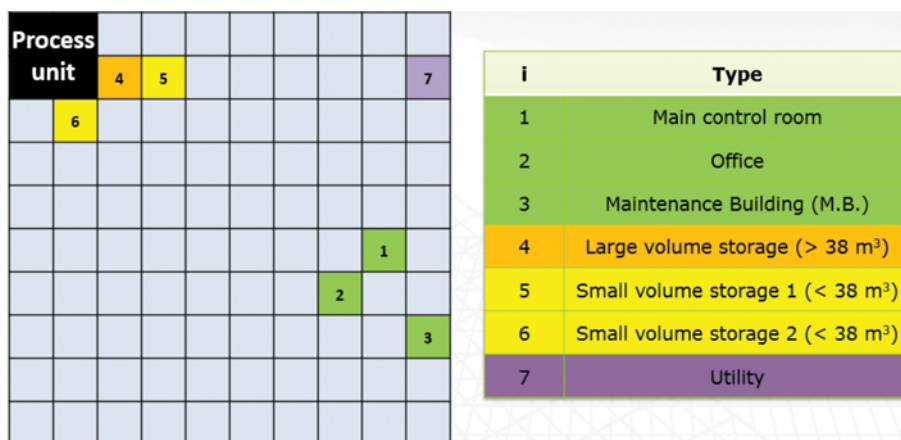 Process
unit
4 5 7
6
1
2
3
i Type
1 Main control room
2 Office
3 Maintenance Building (M.B.)
4 Large volume storage (> 38 m³)
5 Small volume storage 1 (< 38 m³)
6 Small volume storage 2 (< 38 m³)
7 Utility